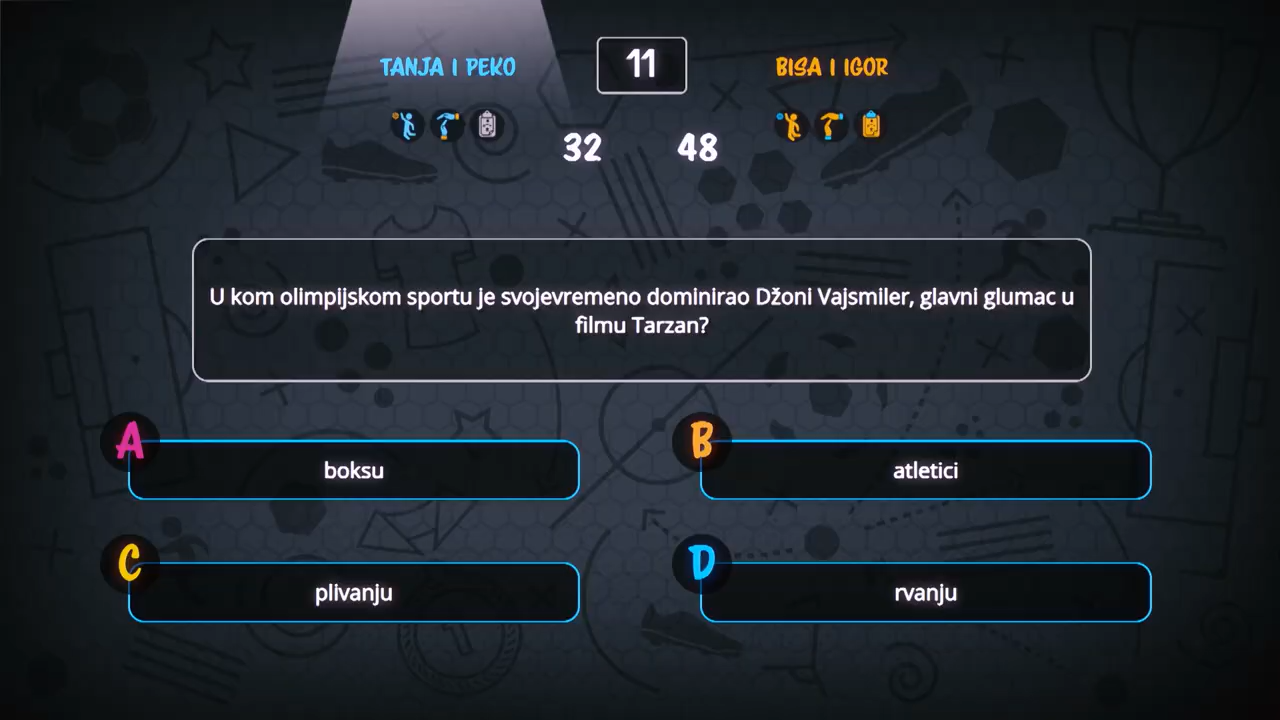 TANJA I PEKO
11
BISA I IGOR
32
48
U kom olimpijskom sportu je svojevremeno dominirao Džoni Vajsmiler, glavni glumac u
filmu Tarzan?
A
boksu
B
atletici
C
plivanju
D
rvanju
1